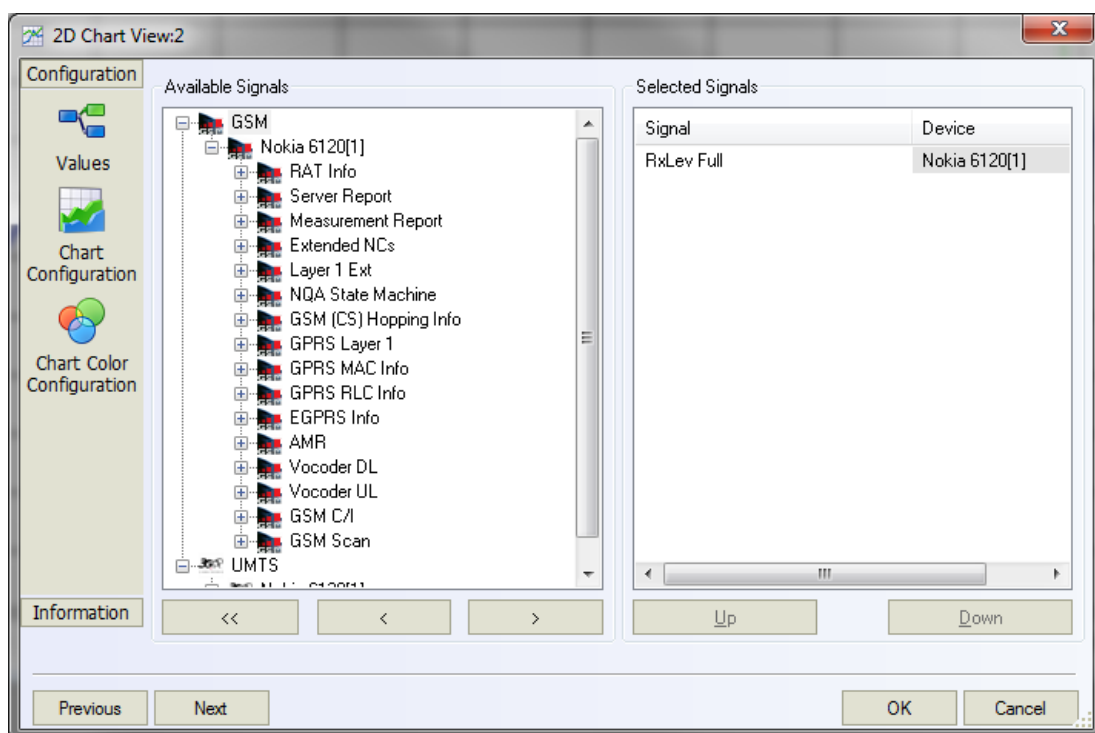 2D Chart View:2
x
Configuration
Values
Chart
Configuration
Chart Color
Configuration
Information
Available Signals
GSM
Nokia 6120[1]
RAT Info
Server Report
Measurement Report
Extended NCs
Layer 1 Ext
NQA State Machine
GSM (CS) Hopping Info
GPRS Layer 1
GPRS MAC Info
GPRS RLC Info
EGPRS Info
AMR
Vocoder DL
Vocoder UL
GSM C/I
GSM Scan
UMTS
<< < >
Selected Signals
Signal Device
RxLev Full Nokia 6120[1]
Up Down
Previous Next OK Cancel